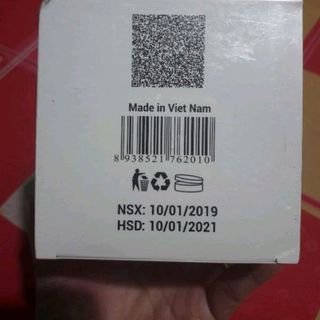 Made in Viet Nam
8 938521 762010
NSX: 10/01/2019
HSD: 10/01/2021